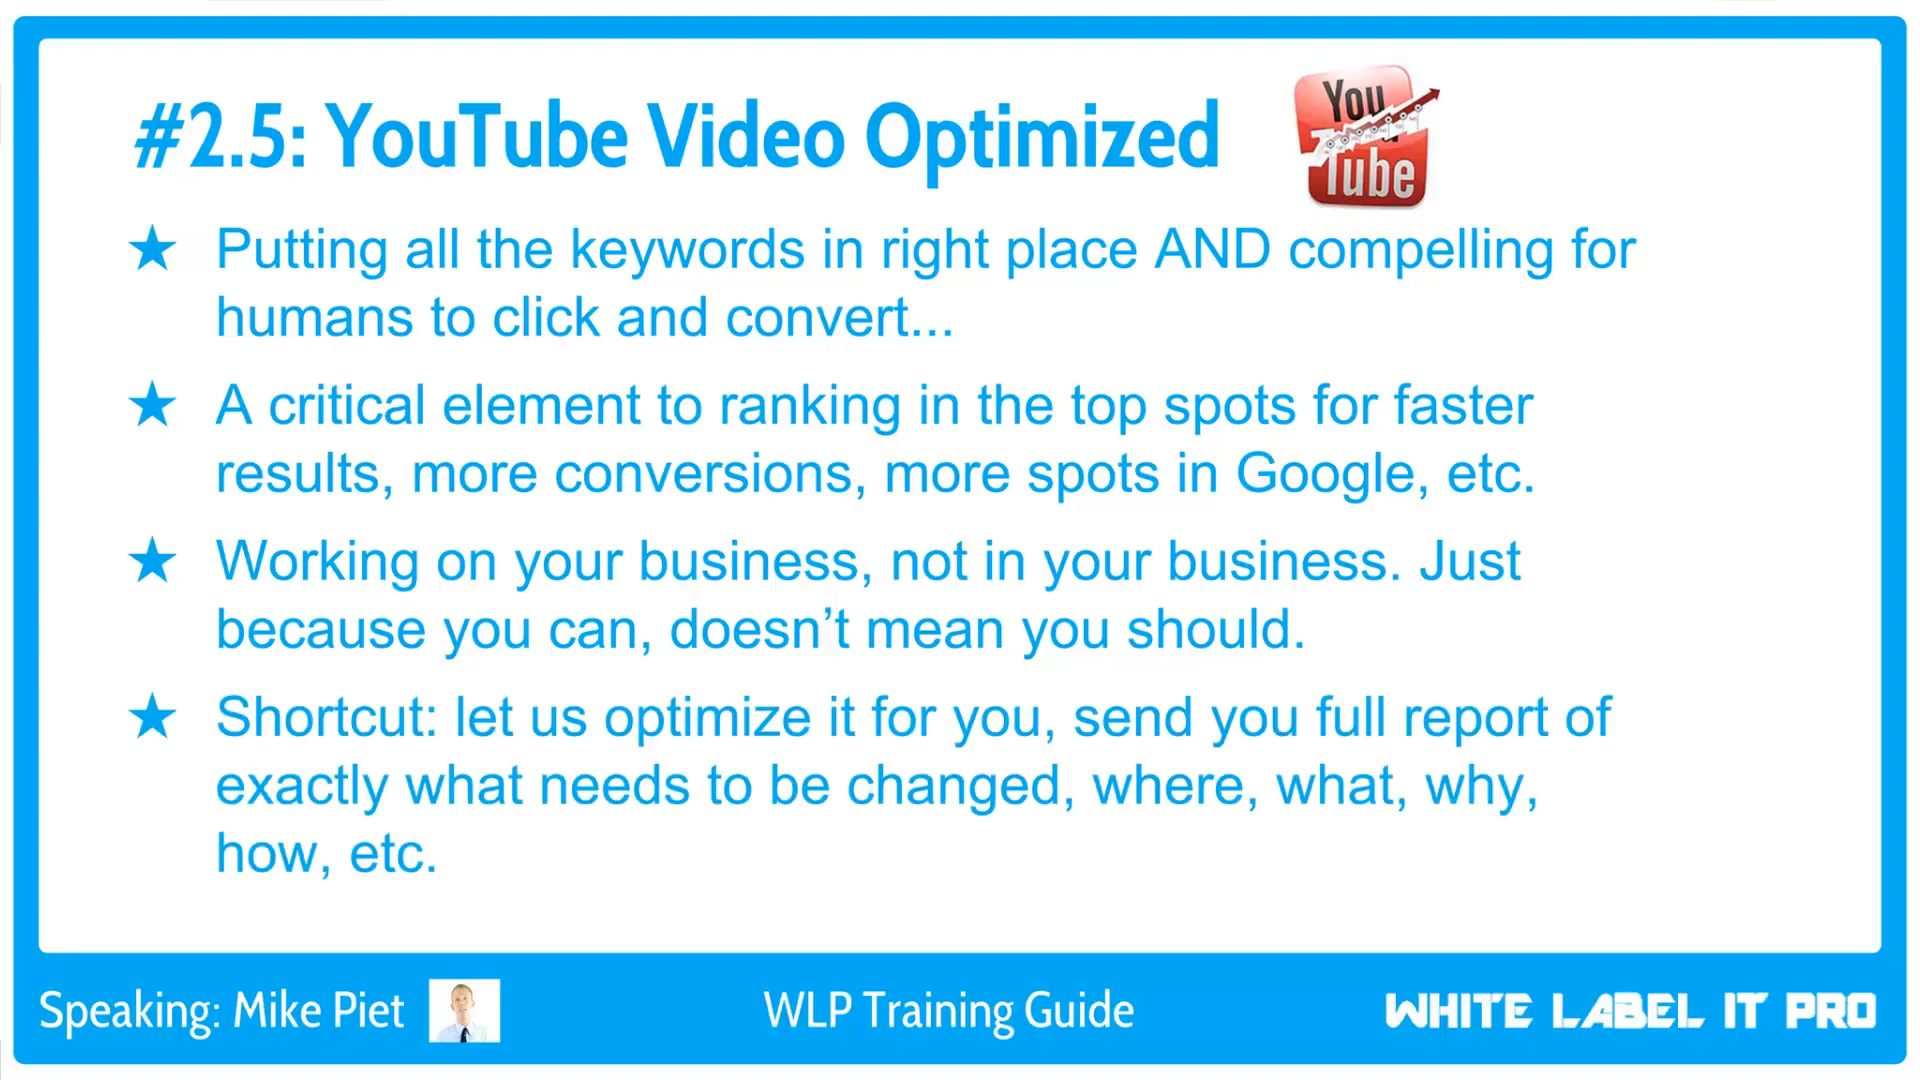 #2.5: YouTube Video Optimized
You
Tube
★ Putting all the keywords in right place AND compelling for
humans to click and convert...
★ A critical element to ranking in the top spots for faster
results, more conversions, more spots in Google, etc.
★ Working on your business, not in your business. Just
because you can, doesn’t mean you should.
★ Shortcut: let us optimize it for you, send you full report of
exactly what needs to be changed, where, what, why,
how, etc.
Speaking: Mike Piet
WLP Training Guide
WHITE LABEL IT PRO